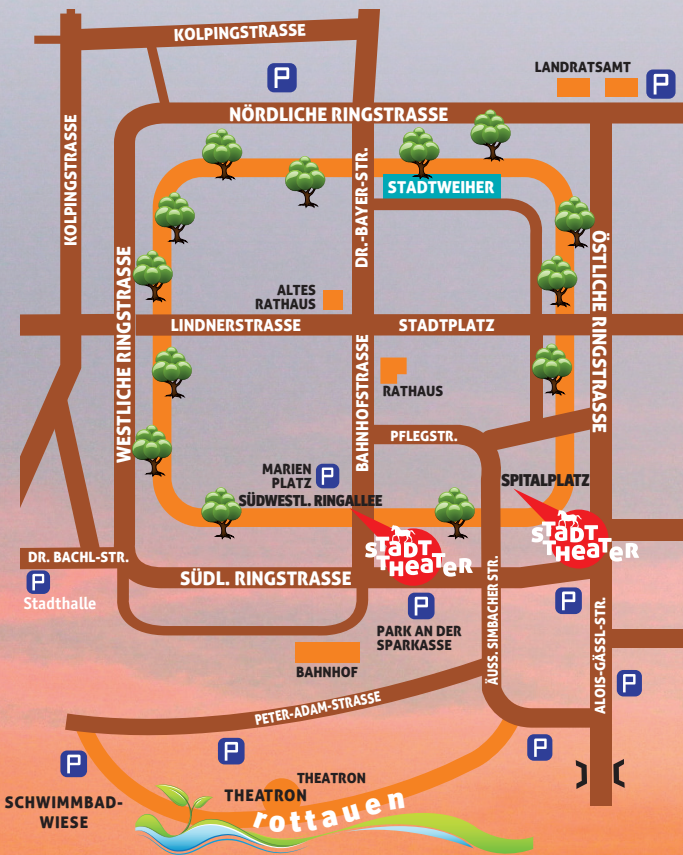 KOLPINGSTRASSE
LANDRATSAMT
P
P
NÖRDLICHE RINGSTRASSE
KOLPINGSTRASSE
DR.-BAYER-STR.
STADTWEIHER
WESTLICHE RINGSTRASSE
ÖSTLICHE RINGSTRASSE
ALTES
RATHAUS
LINDNERSTRASSE
STADTPLATZ
BAHNHOFSTRASSE
RATHAUS
PFLEGSTR.
MARIEN
PLATZ
P
SPITALPLATZ
SÜDWESTL. RINGALLEE
STADT
THEATER
STADT
THEATER
DR. BACHL-STR.
P
Stadthalle
SÜDL. RINGSTRASSE
ÄUSS. SIMBACHER STR.
P
P
PARK AN DER
SPARKASSE
ALOIS-GÄSSL-STR.
BAHNHOF
P
PETER-ADAM-STRASSE
P
P
P
THEATRON
THEATRON
SCHWIMMBAD-
WIESE
rottauen